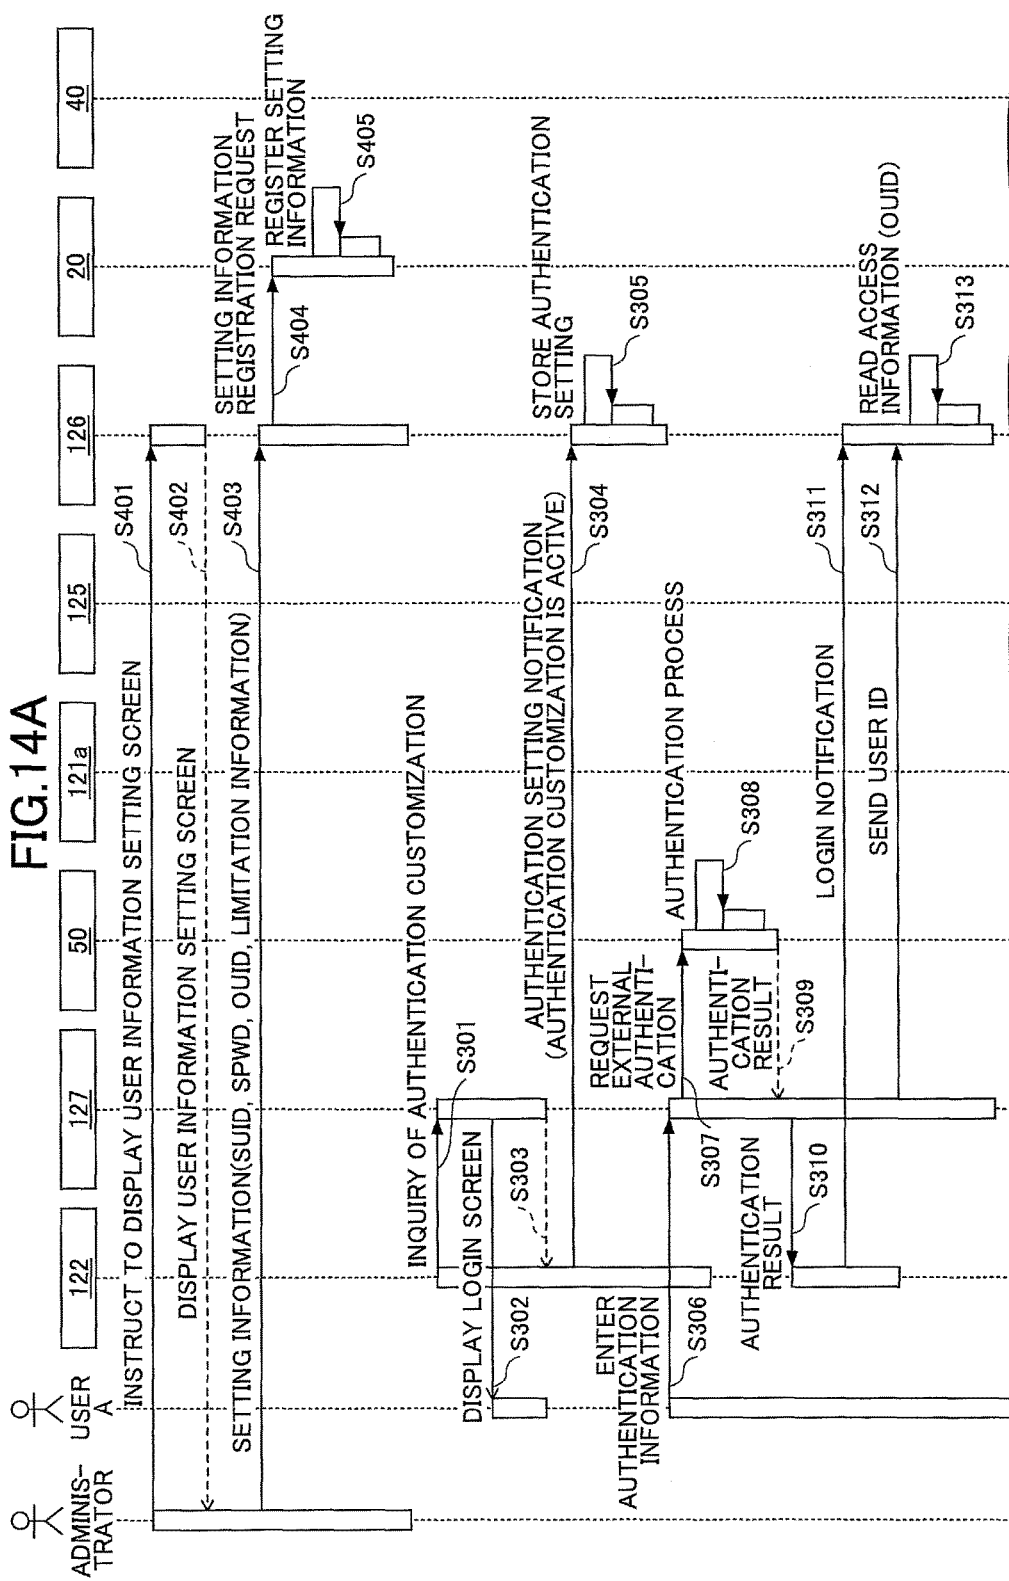 FIG.14A
ADMINIS-
TRATOR
USER
A
122
127
50
121a
125
126
20
40
INSTRUCT TO DISPLAY USER INFORMATION SETTING SCREEN
S401
DISPLAY USER INFORMATION SETTING SCREEN
S402
SETTING INFORMATION(SUID, SPWD, OUID, LIMITATION INFORMATION)
S403
SETTING INFORMATION
REGISTRATION REQUEST
S404
REGISTER SETTING
INFORMATION
S405
INQUIRY OF AUTHENTICATION CUSTOMIZATION
S301
DISPLAY LOGIN SCREEN
S302
S303
AUTHENTICATION SETTING NOTIFICATION
(AUTHENTICATION CUSTOMIZATION IS ACTIVE)
S304
STORE AUTHENTICATION
SETTING
S305
ENTER
AUTHENTICATION
INFORMATION
S306
REQUEST
EXTERNAL
AUTHENTI-
CATION
S307
AUTHENTICATION PROCESS
S308
AUTHENTI-
CATION
RESULT
S309
AUTHENTICATION
RESULT
S310
LOGIN NOTIFICATION
S311
SEND USER ID
S312
READ ACCESS
INFORMATION (OUID)
S313